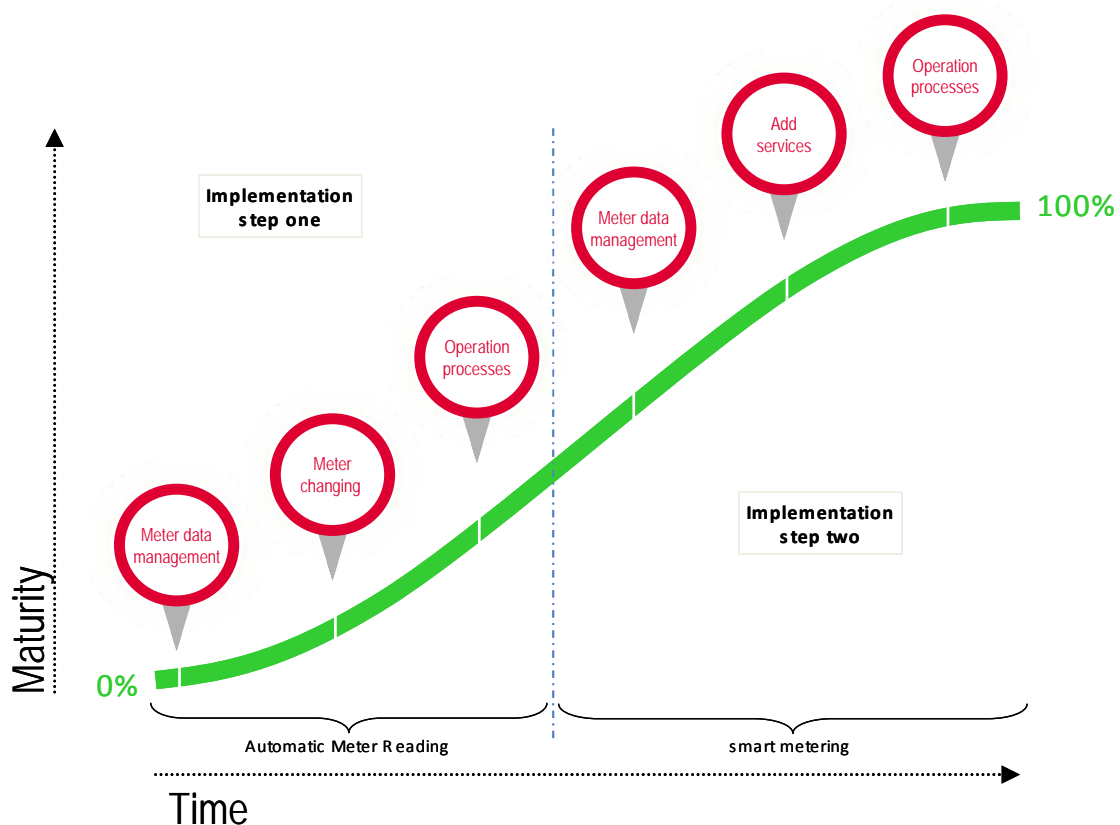 Operation
processes
Add
services
Implementation
step one
Meter data
management
100%
Operation
processes
Meter
changing
Implementation
step two
Meter data
management
Maturity
0%
Automatic Meter Reading
smart metering
Time